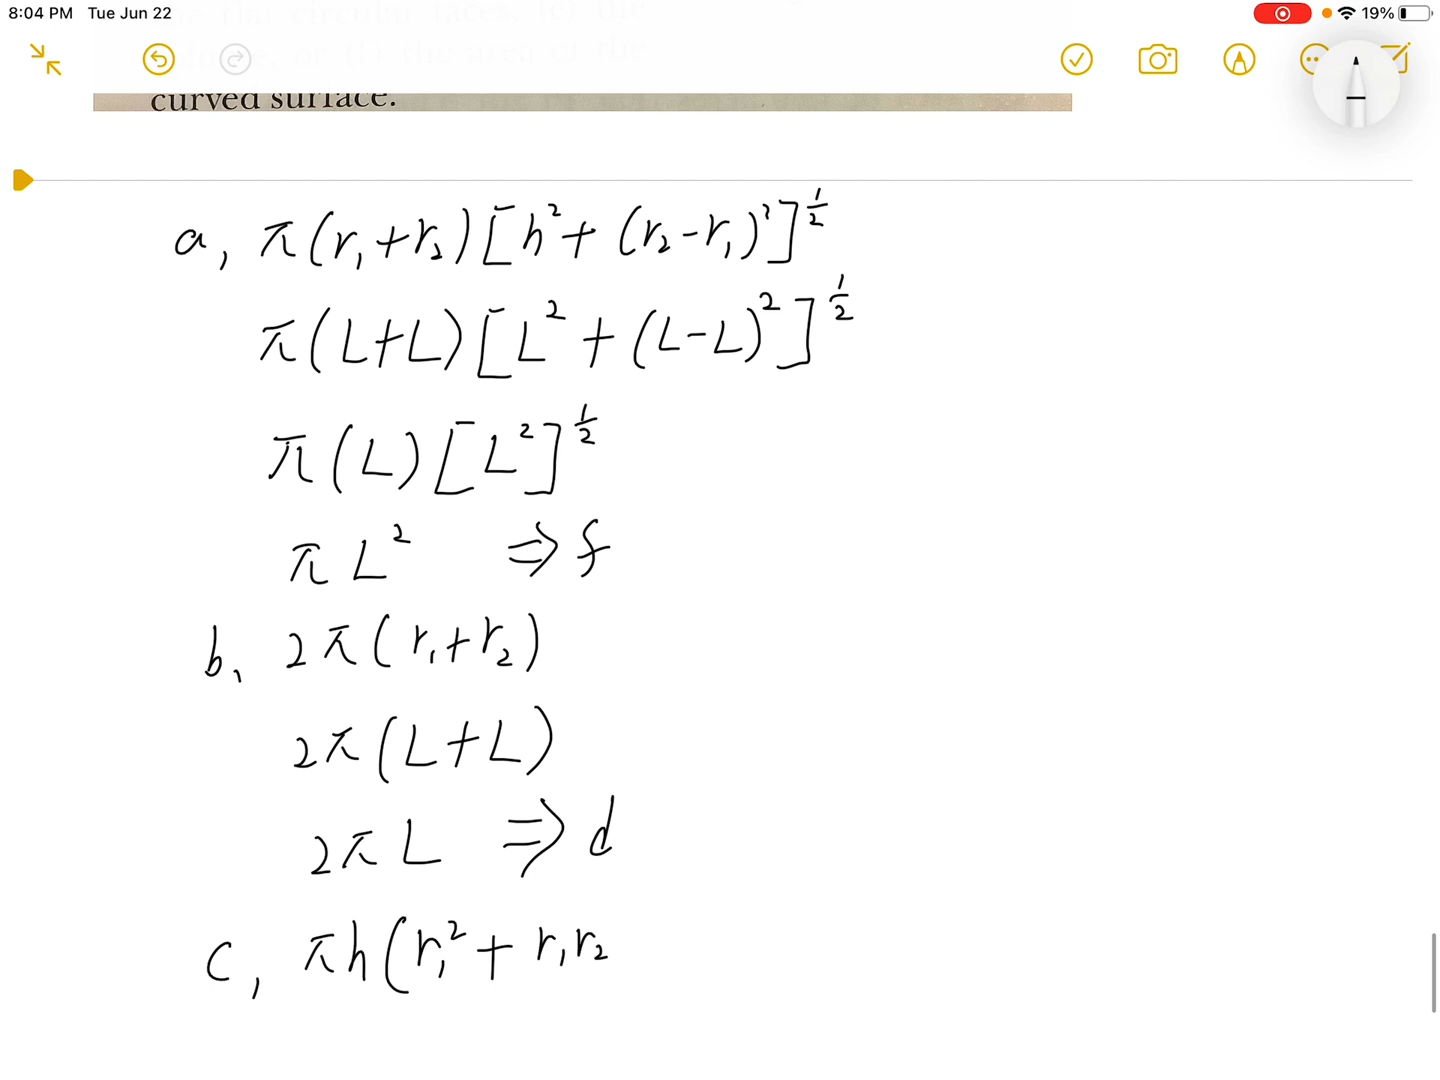 8:04 PM Tue Jun 22 19%
curved surface.
a, π(r₁+r₂)[h²+(r₂-r₁)²]^½
π(L+L)[L²+(L-L)²]^½
π(L)[L²]^½
πL² ⇒ f
b, 2π(r₁+r₂)
2π(L+L)
2πL ⇒ d
c, πh(r₁²+r₁r₂